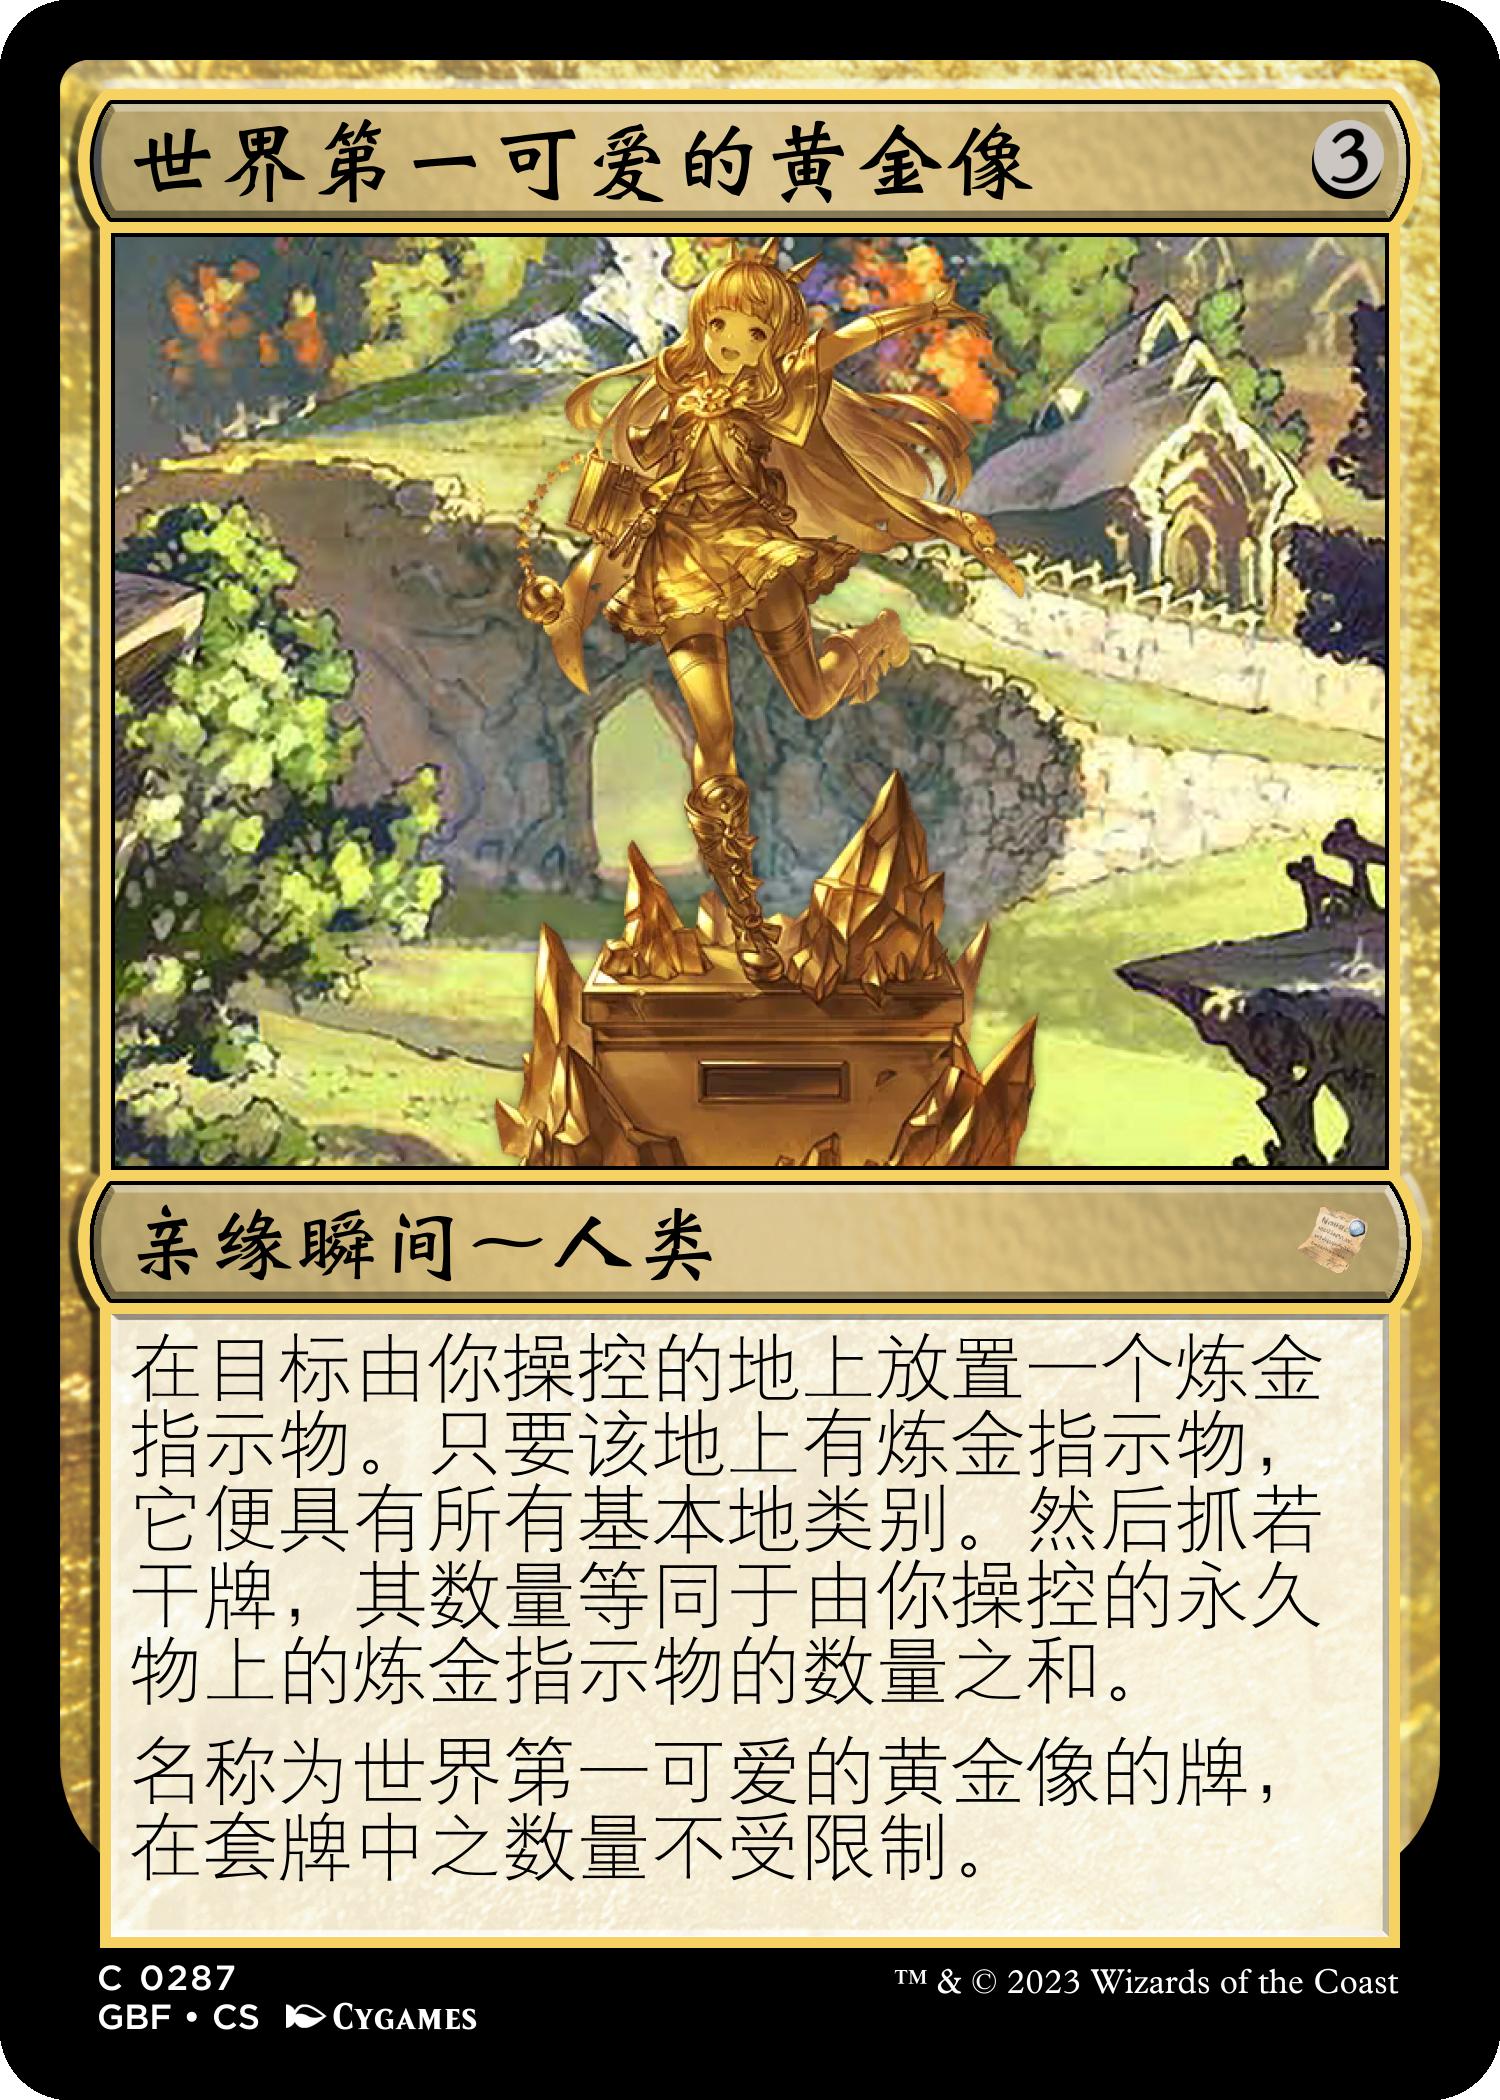 世界第一可爱的黄金像 3
亲缘瞬间～人类
在目标由你操控的地上放置一个炼金
指示物。只要该地上有炼金指示物，
它便具有所有基本地类别。然后抓若
干牌，其数量等同于由你操控的永久
物上的炼金指示物的数量之和。
名称为世界第一可爱的黄金像的牌，
在套牌中之数量不受限制。
C 0287
™ & © 2023 Wizards of the Coast
GBF • CS CYGAMES